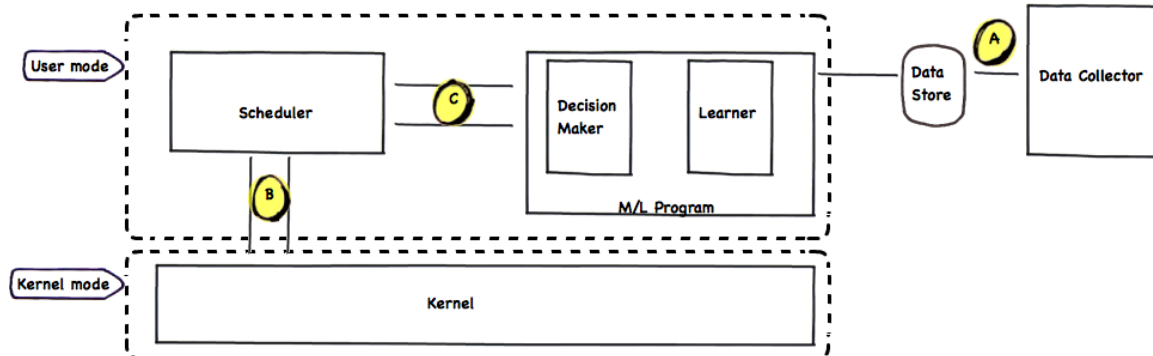 A
User mode
Scheduler
C
Decision
Maker
Learner
Data
Store
Data Collector
B
M/L Program
Kernel mode
Kernel